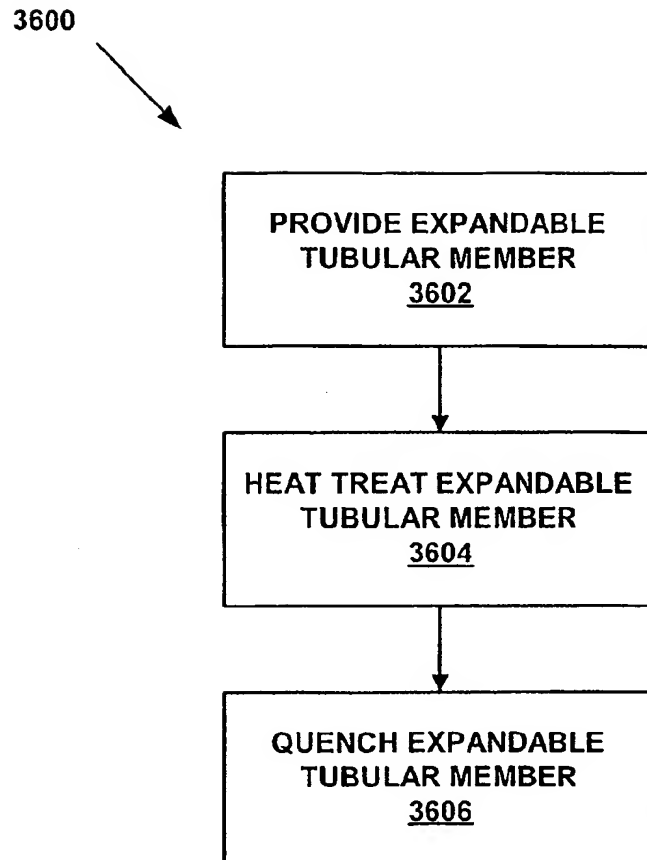 3600
PROVIDE EXPANDABLE
TUBULAR MEMBER
3602
HEAT TREAT EXPANDABLE
TUBULAR MEMBER
3604
QUENCH EXPANDABLE
TUBULAR MEMBER
3606